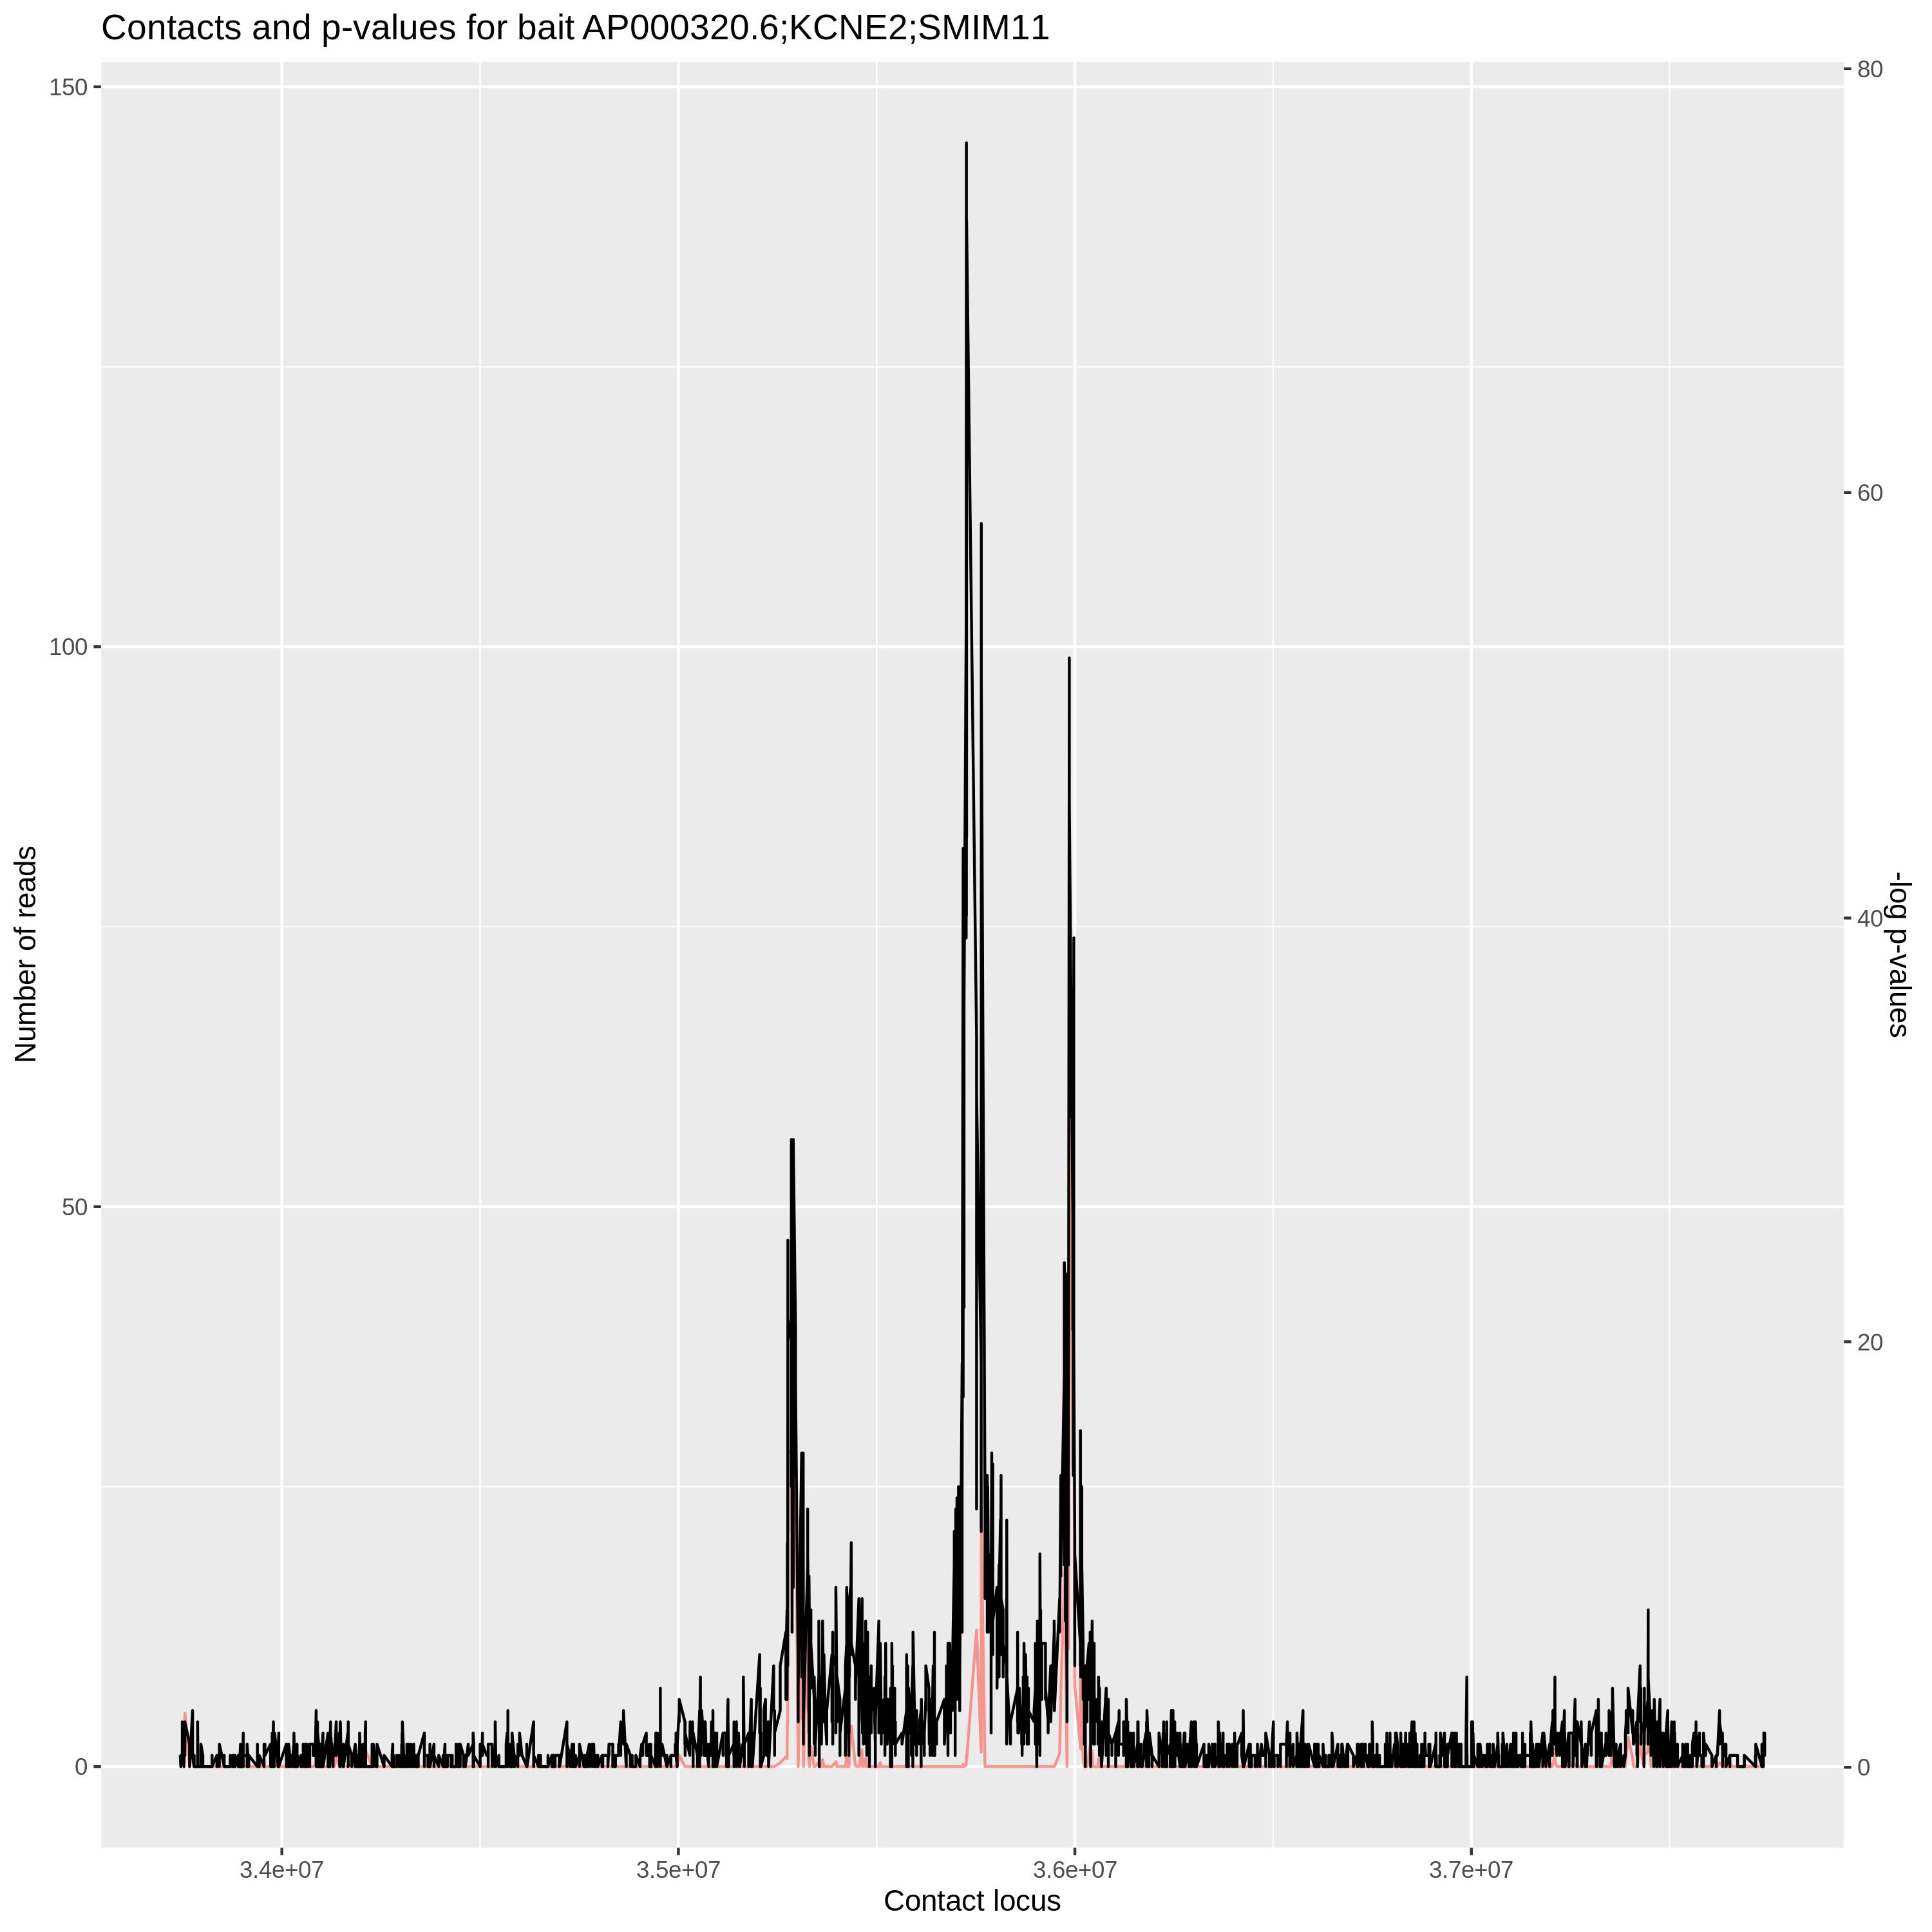 Contacts and p-values for bait AP000320.6;KCNE2;SMIM11
150
100
50
0
Number of reads
80
60
40
20
0
-log p-values
3.4e+07
3.5e+07
3.6e+07
3.7e+07
Contact locus